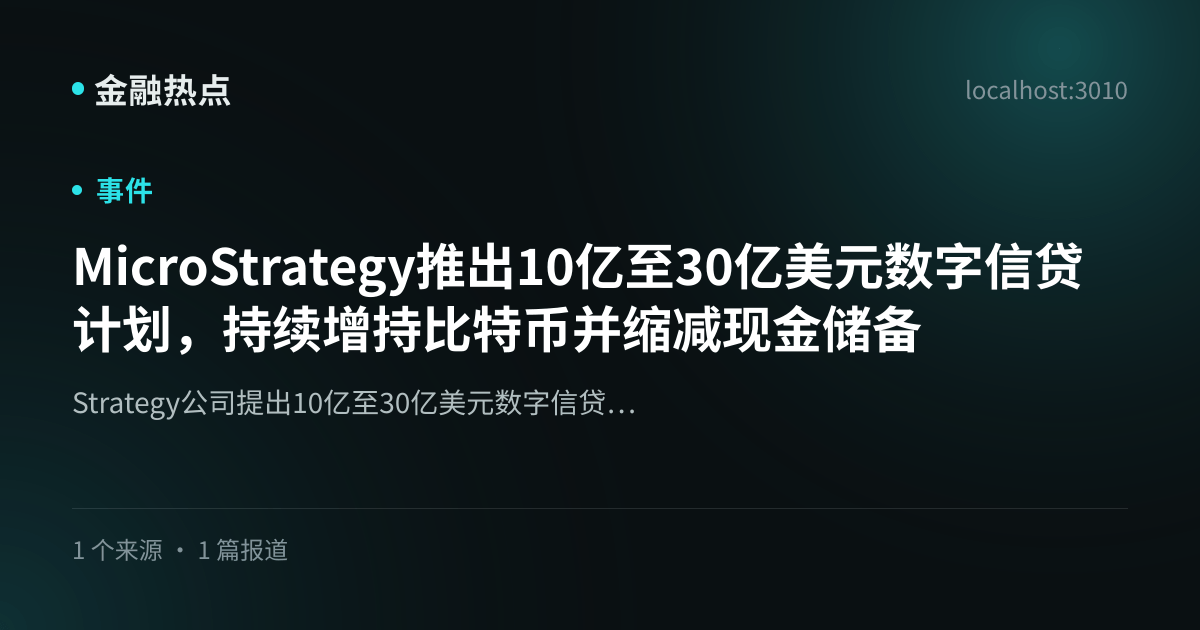 金融热点
localhost:3010
事件
MicroStrategy推出10亿至30亿美元数字信贷
计划，持续增持比特币并缩减现金储备
Strategy公司提出10亿至30亿美元数字信贷…
1 个来源 · 1 篇报道